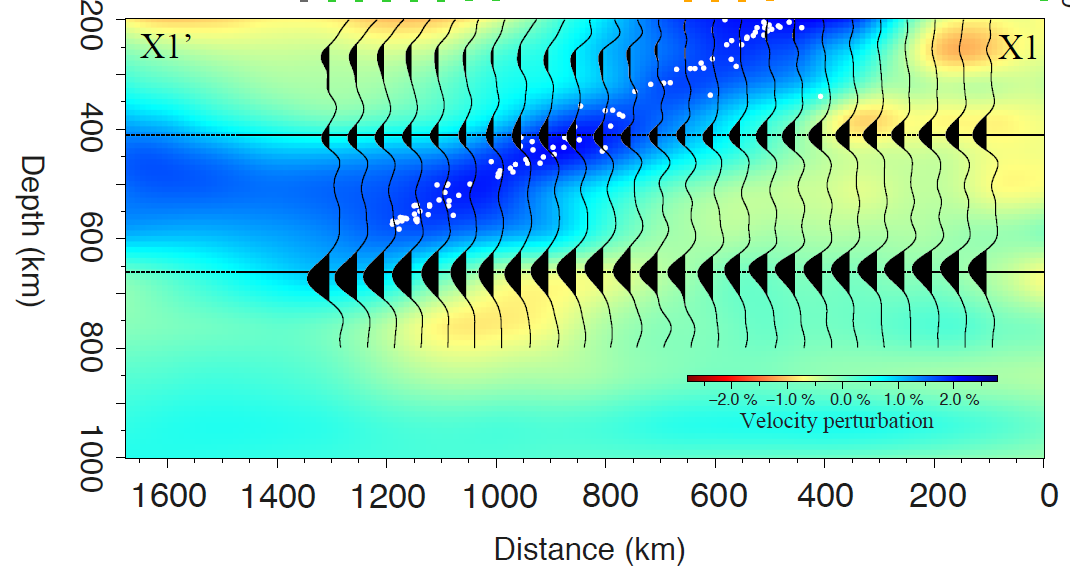 X1’
X1
200
400
600
800
1000
Depth (km)
−2.0 % −1.0 % 0.0 % 1.0 % 2.0 %
Velocity perturbation
1600 1400 1200 1000 800 600 400 200 0
Distance (km)